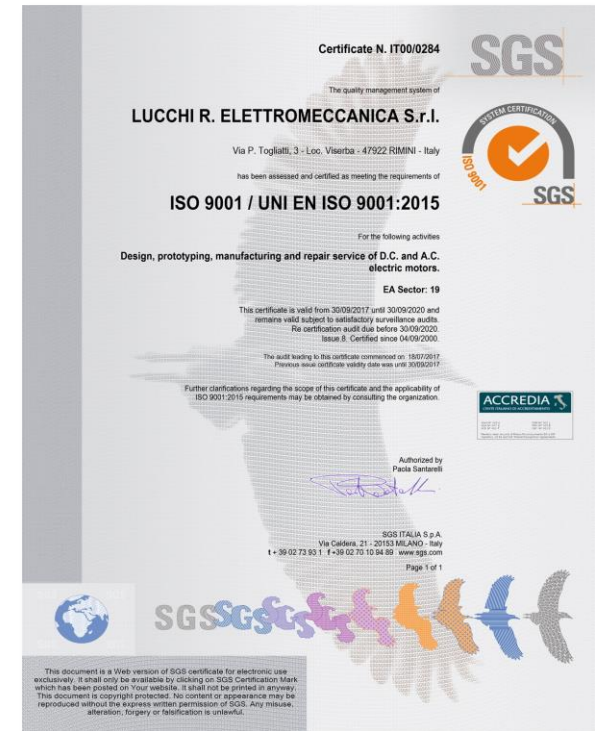 Certificate N. IT00/0284
SGS
The quality management system of
LUCCHI R. ELETTROMECCANICA S.r.l.
Via P. Togliatti, 3 - Loc. Viserba - 47922 RIMINI - Italy
has been assessed and certified as meeting the requirements of
SYSTEM CERTIFICATION
ISO 9001
SGS
ISO 9001 / UNI EN ISO 9001:2015
For the following activities
Design, prototyping, manufacturing and repair service of D.C. and A.C.
electric motors.
EA Sector: 19
This certificate is valid from 30/09/2017 until 30/09/2020 and
remains valid subject to satisfactory surveillance audits.
Re certification audit due before 30/09/2020.
Issue 8. Certified since 04/09/2000.
The audit leading to this certificate commenced on 18/07/2017
Previous issue certificate validity date was until 30/09/2017
Further clarifications regarding the scope of this certificate and the applicability of
ISO 9001:2015 requirements may be obtained by consulting the organization.
ACCREDIA
L'ENTE ITALIANO DI ACCREDITAMENTO
Authorized by
Paola Santarelli
SGS ITALIA S.p.A.
Via Caldera, 21 - 20153 MILANO - Italy
t + 39 02 73 93 1 f +39 02 70 10 94 89 www.sgs.com
Page 1 of 1
SGSSGSSGS
This document is a Web version of SGS certificate for electronic use
exclusively. It shall only be available by clicking on SGS Certification Mark
which has been posted on Your website. It shall not be printed in anyway.
This document is copyright protected. No content or appearance may be
reproduced without the express written permission of SGS. Any misuse,
alteration, forgery or falsification is unlawful.